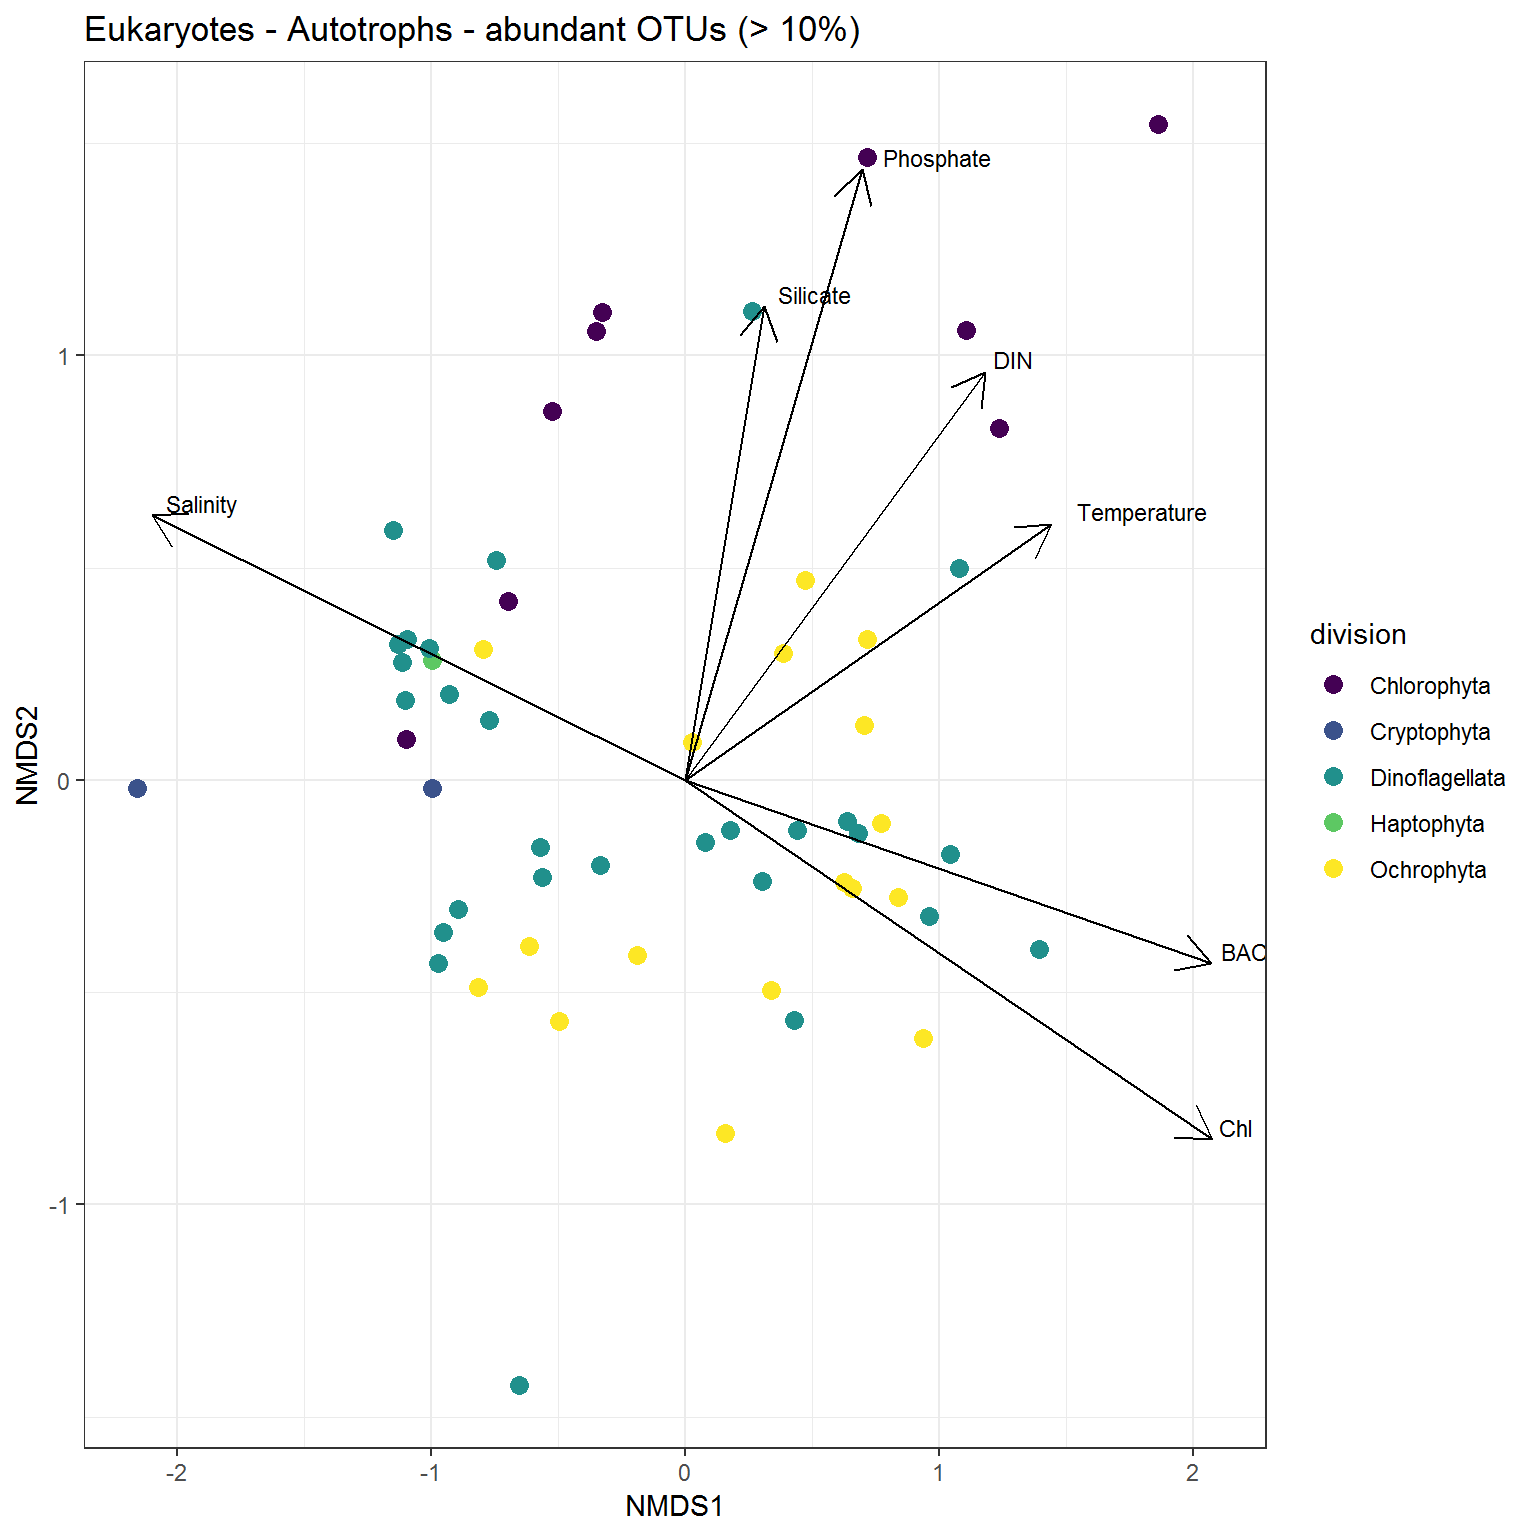 Eukaryotes - Autotrophs - abundant OTUs (> 10%)
Phosphate
Silicate
DIN
Salinity
Temperature
BAC
Chl
1
0
-1
NMDS2
-2
-1
0
1
2
NMDS1
division
Chlorophyta
Cryptophyta
Dinoflagellata
Haptophyta
Ochrophyta